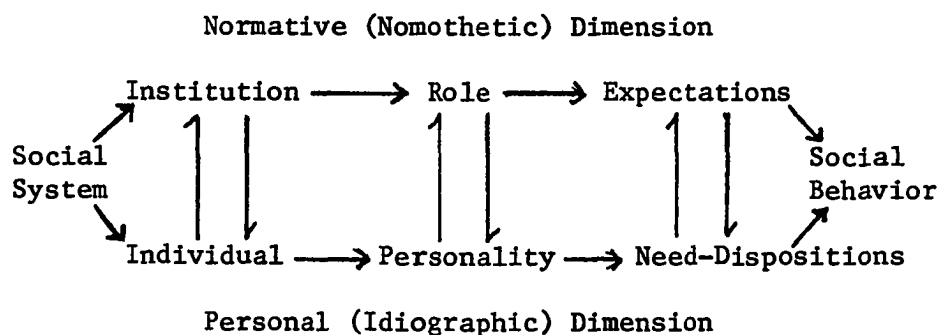 Normative (Nomothetic) Dimension
Institution Role Expectations
Social System
Social Behavior
Individual Personality Need-Dispositions
Personal (Idiographic) Dimension